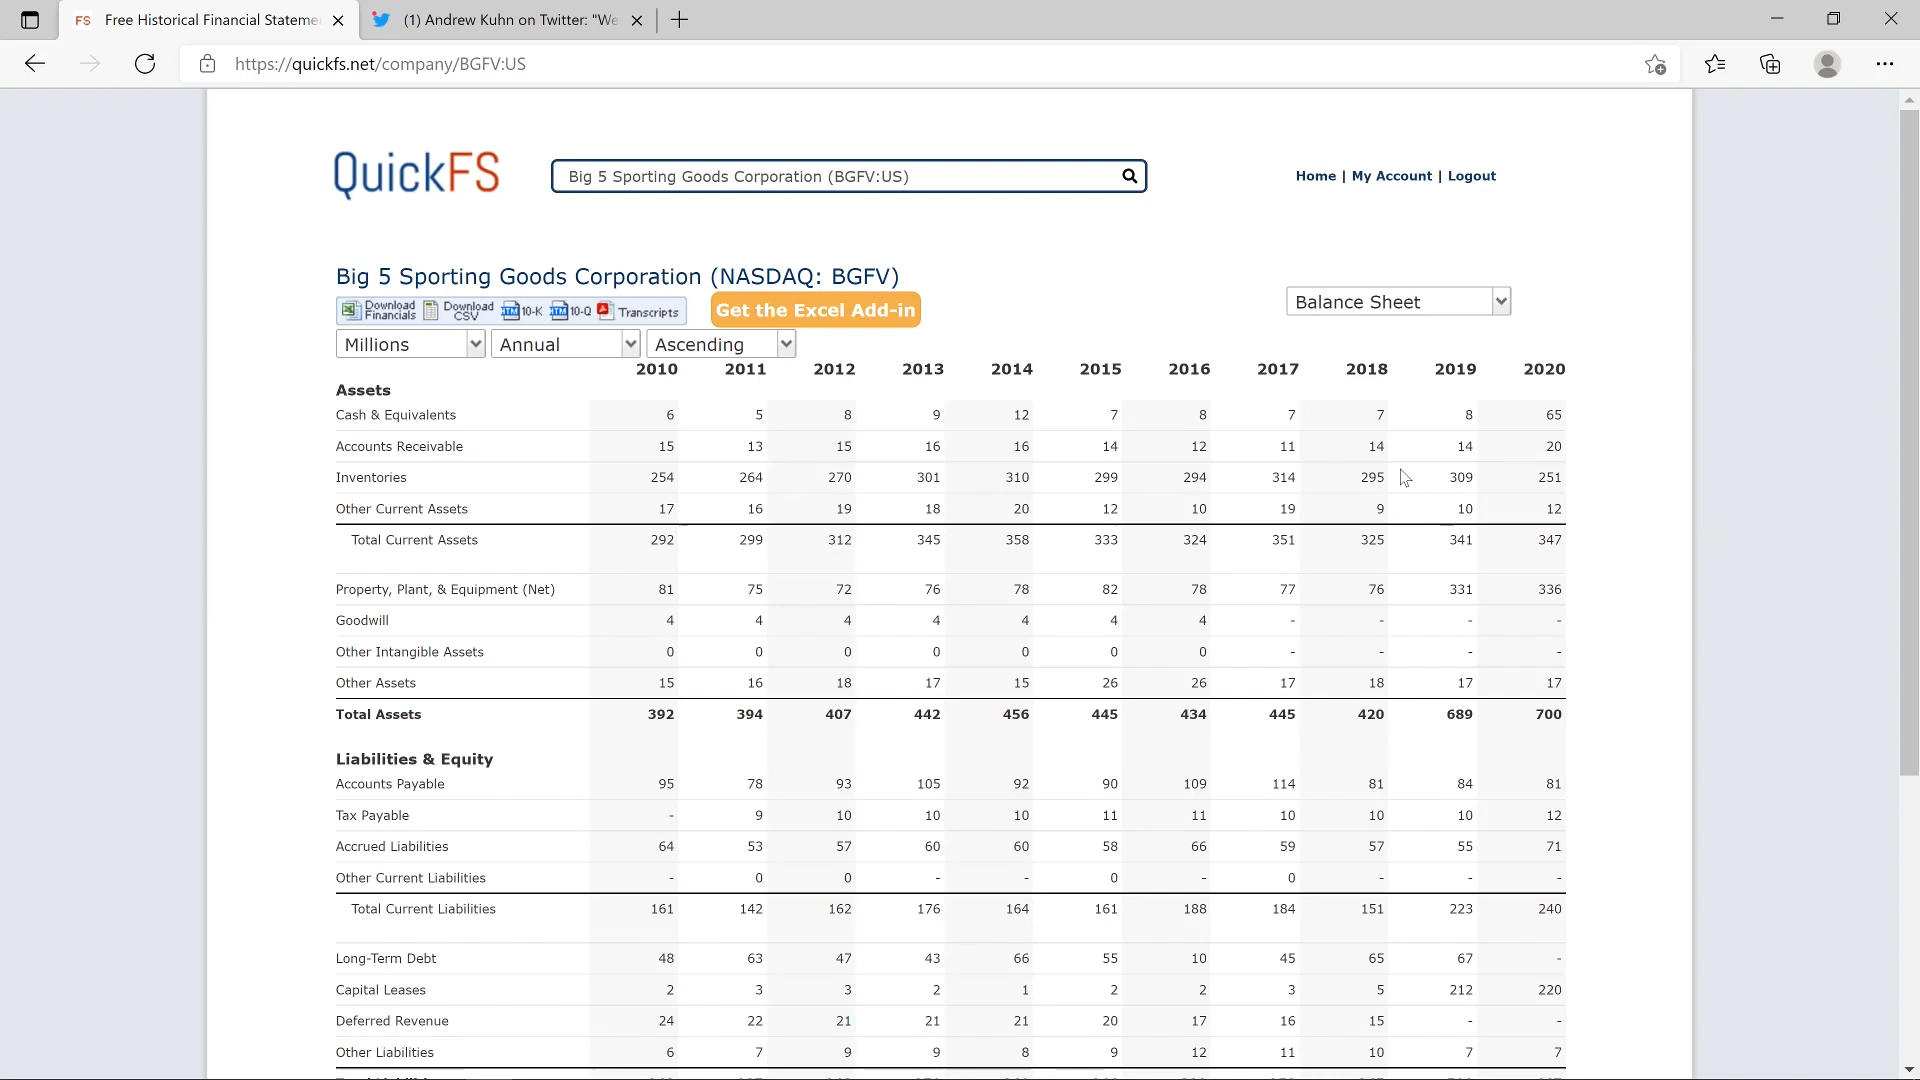 Free Historical Financial Stateme
(1) Andrew Kuhn on Twitter: "We
https://quickfs.net/company/BGFV:US
QuickFS
Big 5 Sporting Goods Corporation (BGFV:US)
Home | My Account | Logout
Big 5 Sporting Goods Corporation (NASDAQ: BGFV)
Download Financials Download CSV 10-K 10-Q Transcripts
Get the Excel Add-in
Balance Sheet
Millions Annual Ascending
2010 2011 2012 2013 2014 2015 2016 2017 2018 2019 2020
Assets
Cash & Equivalents 6 5 8 9 12 7 8 7 7 8 65
Accounts Receivable 15 13 15 16 16 14 12 11 14 14 20
Inventories 254 264 270 301 310 299 294 314 295 309 251
Other Current Assets 17 16 19 18 20 12 10 19 9 10 12
Total Current Assets 292 299 312 345 358 333 324 351 325 341 347
Property, Plant, & Equipment (Net) 81 75 72 76 78 82 78 77 76 331 336
Goodwill 4 4 4 4 4 4 4 - - - -
Other Intangible Assets 0 0 0 0 0 0 0 - - - -
Other Assets 15 16 18 17 15 26 26 17 18 17 17
Total Assets 392 394 407 442 456 445 434 445 420 689 700
Liabilities & Equity
Accounts Payable 95 78 93 105 92 90 109 114 81 84 81
Tax Payable - 9 10 10 10 11 11 10 10 10 12
Accrued Liabilities 64 53 57 60 60 58 66 59 57 55 71
Other Current Liabilities - 0 0 - - 0 - 0 - - -
Total Current Liabilities 161 142 162 176 164 161 188 184 151 223 240
Long-Term Debt 48 63 47 43 66 55 10 45 65 67 -
Capital Leases 2 3 3 2 1 2 2 3 5 212 220
Deferred Revenue 24 22 21 21 21 20 17 16 15 - -
Other Liabilities 6 7 9 9 8 9 12 11 10 7 7